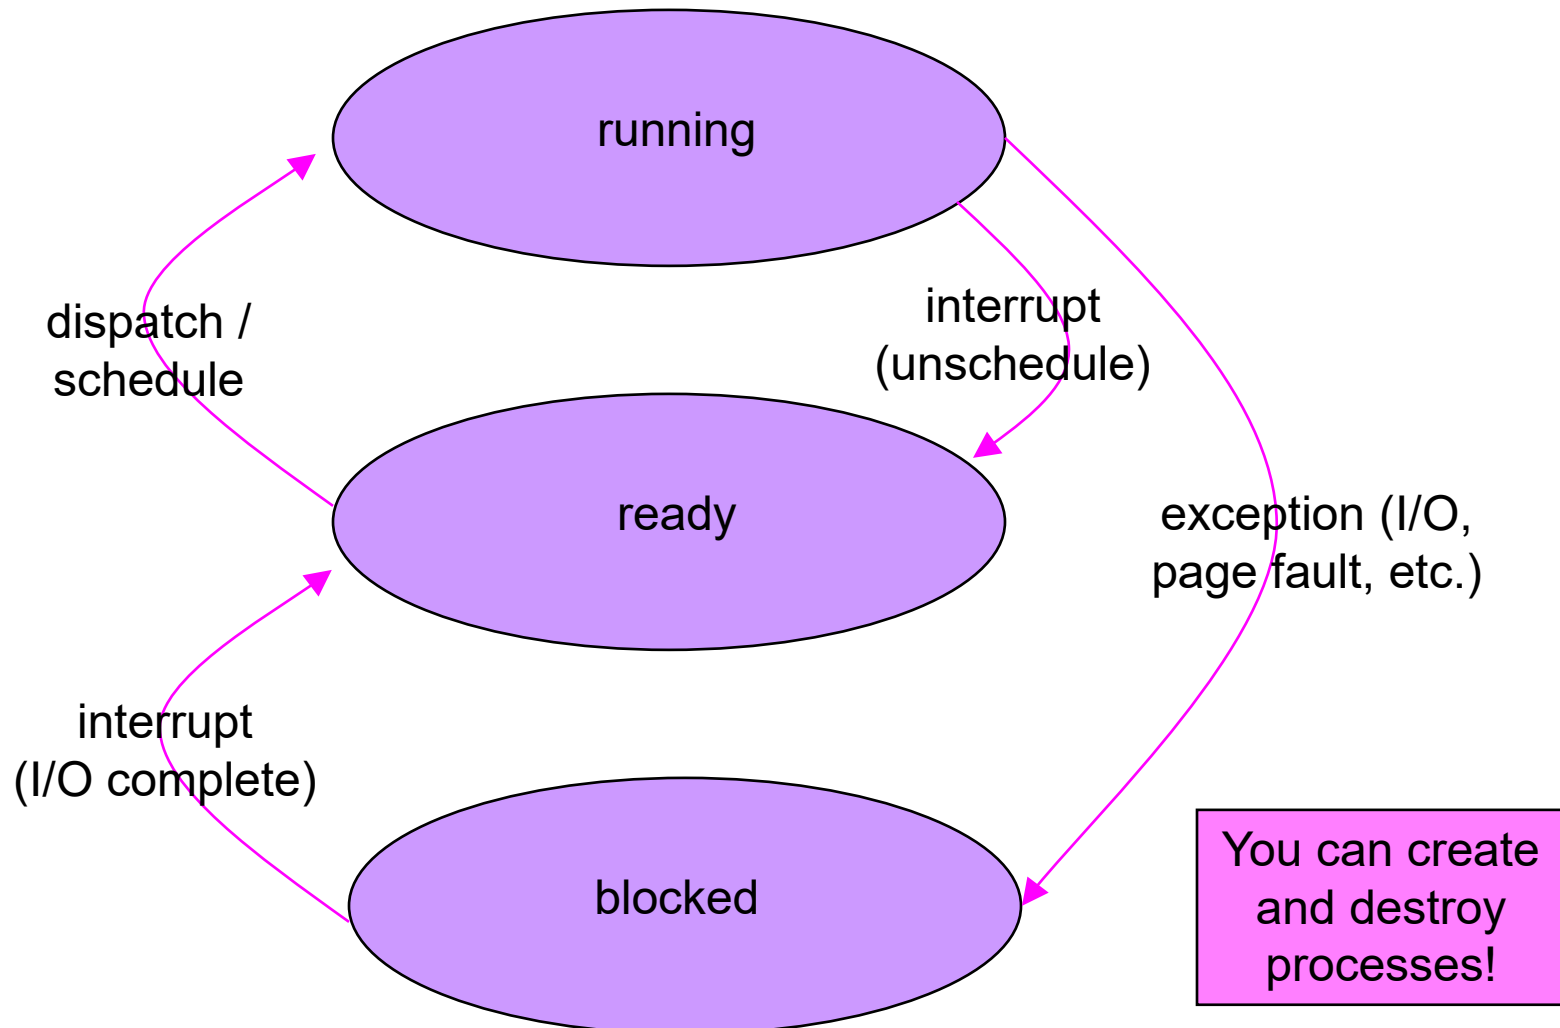 running
dispatch /
schedule
interrupt
(unschedule)
ready
exception (I/O,
page fault, etc.)
interrupt
(I/O complete)
blocked
You can create
and destroy
processes!